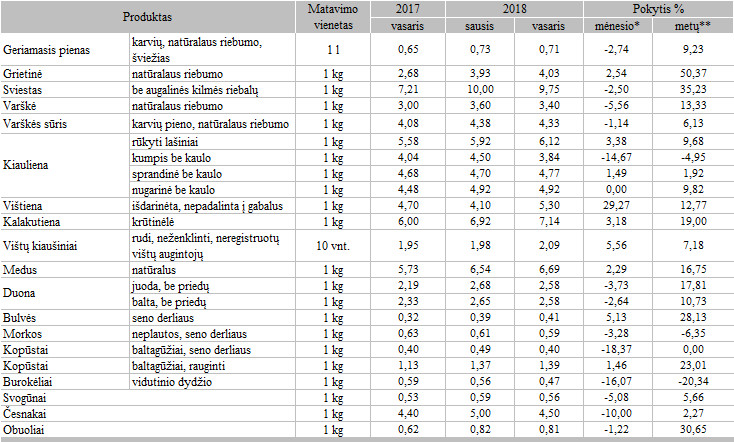 Produktas Matavimo vienetas 2017 2018 Pokytis %
vasaris sausis vasaris mėnesio* metų**
Geriamasis pienas karvių, natūralaus riebumo, šviežias 1 l 0,65 0,73 0,71 -2,74 9,23
Grietinė natūralaus riebumo 1 kg 2,68 3,93 4,03 2,54 50,37
Sviestas be augalinės kilmės riebalų 1 kg 7,21 10,00 9,75 -2,50 35,23
Varškė natūralaus riebumo 1 kg 3,00 3,60 3,40 -5,56 13,33
Varškės sūris karvių pieno, natūralaus riebumo 1 kg 4,08 4,38 4,33 -1,14 6,13
Kiauliena rūkyti lašiniai 1 kg 5,58 5,92 6,12 3,38 9,68
kumpis be kaulo 1 kg 4,04 4,50 3,84 -14,67 -4,95
sprandinė be kaulo 1 kg 4,68 4,70 4,77 1,49 1,92
nugarinė be kaulo 1 kg 4,48 4,92 4,92 0,00 9,82
Vištiena išdarinėta, nepadalinta į gabalus 1 kg 4,70 4,10 5,30 29,27 12,77
Kalakutiena krūtinėlė 1 kg 6,00 6,92 7,14 3,18 19,00
Vištų kiaušiniai rudi, neženklinti, neregistruotų vištų augintojų 10 vnt. 1,95 1,98 2,09 5,56 7,18
Medus natūralus 1 kg 5,73 6,54 6,69 2,29 16,75
Duona juoda, be priedų 1 kg 2,19 2,68 2,58 -3,73 17,81
balta, be priedų 1 kg 2,33 2,65 2,58 -2,64 10,73
Bulvės seno derliaus 1 kg 0,32 0,39 0,41 5,13 28,13
Morkos neplautos, seno derliaus 1 kg 0,63 0,61 0,59 -3,28 -6,35
Kopūstai baltagūžiai, seno derliaus 1 kg 0,40 0,49 0,40 -18,37 0,00
Kopūstai baltagūžiai, rauginti 1 kg 1,13 1,37 1,39 1,46 23,01
Burokėliai vidutinio dydžio 1 kg 0,59 0,56 0,47 -16,07 -20,34
Svogūnai 1 kg 0,53 0,59 0,56 -5,08 5,66
Česnakai 1 kg 4,40 5,00 4,50 -10,00 2,27
Obuoliai 1 kg 0,62 0,82 0,81 -1,22 30,65